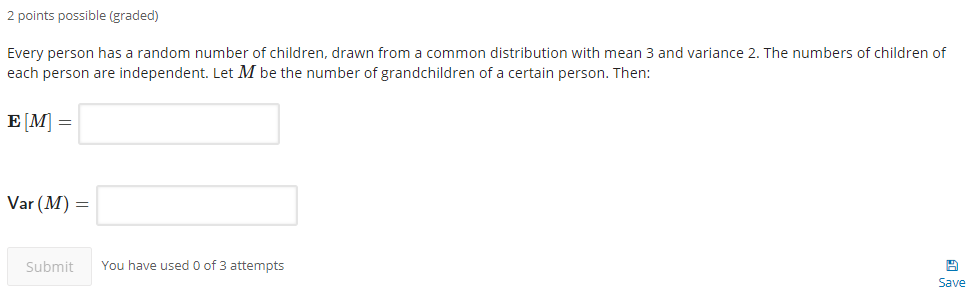 2 points possible (graded)
Every person has a random number of children, drawn from a common distribution with mean 3 and variance 2. The numbers of children of
each person are independent. Let M be the number of grandchildren of a certain person. Then:
E [M] =
Var (M) =
Submit You have used 0 of 3 attempts
Save